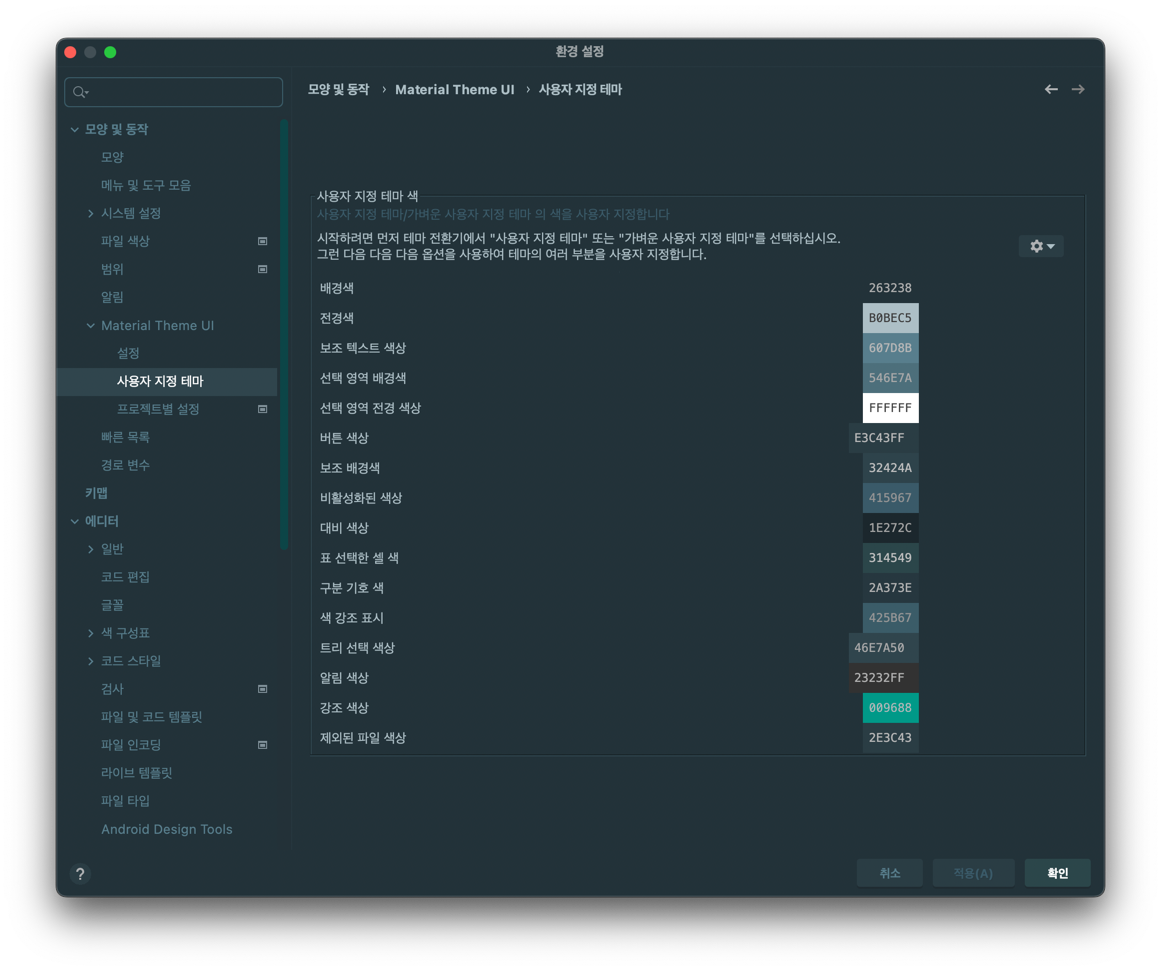 환경 설정
모양 및 동작 › Material Theme UI › 사용자 지정 테마
모양 및 동작
모양
메뉴 및 도구 모음
시스템 설정
파일 색상
범위
알림
Material Theme UI
설정
사용자 지정 테마
프로젝트별 설정
빠른 목록
경로 변수
키맵
에디터
일반
코드 편집
글꼴
색 구성표
코드 스타일
검사
파일 및 코드 템플릿
파일 인코딩
라이브 템플릿
파일 타입
Android Design Tools
사용자 지정 테마 색
사용자 지정 테마/가벼운 사용자 지정 테마 의 색을 사용자 지정합니다
시작하려면 먼저 테마 전환기에서 "사용자 지정 테마" 또는 "가벼운 사용자 지정 테마"를 선택하십시오.
그런 다음 다음 다음 옵션을 사용하여 테마의 여러 부분을 사용자 지정합니다.
배경색 263238
전경색 B0BEC5
보조 텍스트 색상 607D8B
선택 영역 배경색 546E7A
선택 영역 전경 색상 FFFFFF
버튼 색상 E3C43FF
보조 배경색 32424A
비활성화된 색상 415967
대비 색상 1E272C
표 선택한 셀 색 314549
구분 기호 색 2A373E
색 강조 표시 425B67
트리 선택 색상 46E7A50
알림 색상 23232FF
강조 색상 009688
제외된 파일 색상 2E3C43
?
취소 적용(A) 확인